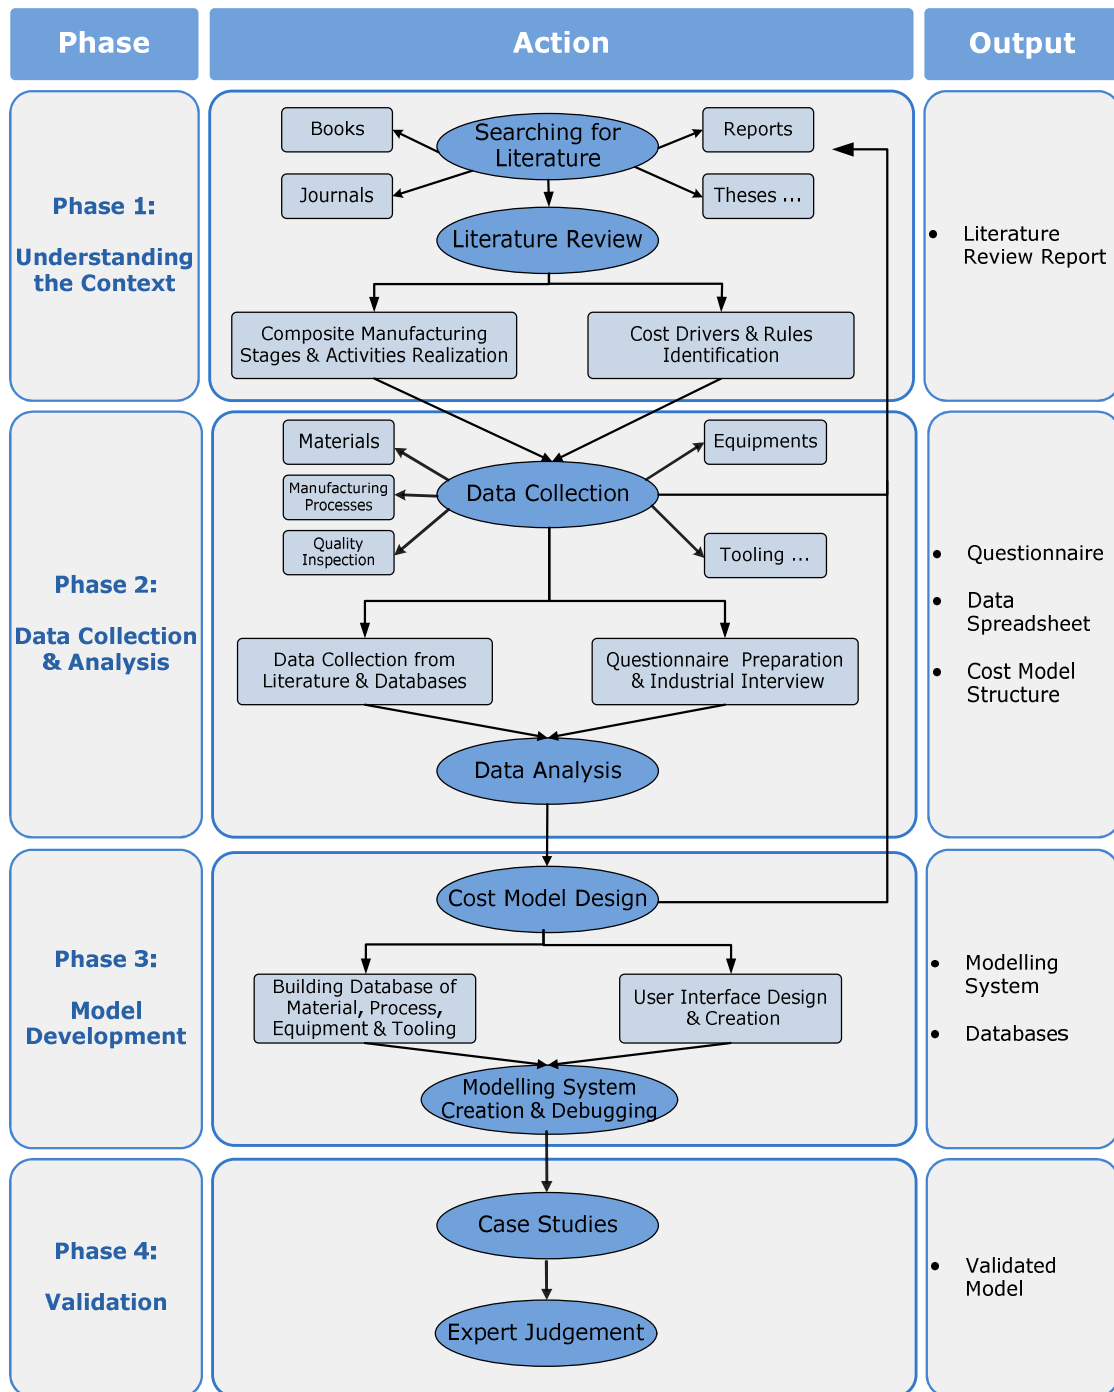 Phase
Action
Output
Phase 1:
Understanding
the Context
Books
Searching for
Literature
Reports
Journals
Theses ...
Literature Review
Composite Manufacturing
Stages & Activities Realization
Cost Drivers & Rules
Identification
• Literature
Review Report
Phase 2:
Data Collection
& Analysis
Materials
Equipments
Manufacturing
Processes
Data Collection
Quality
Inspection
Tooling ...
Data Collection from
Literature & Databases
Questionnaire Preparation
& Industrial Interview
Data Analysis
• Questionnaire
• Data
Spreadsheet
• Cost Model
Structure
Phase 3:
Model
Development
Cost Model Design
Building Database of
Material, Process,
Equipment & Tooling
User Interface Design
& Creation
Modelling System
Creation & Debugging
• Modelling
System
• Databases
Phase 4:
Validation
Case Studies
Expert Judgement
• Validated
Model